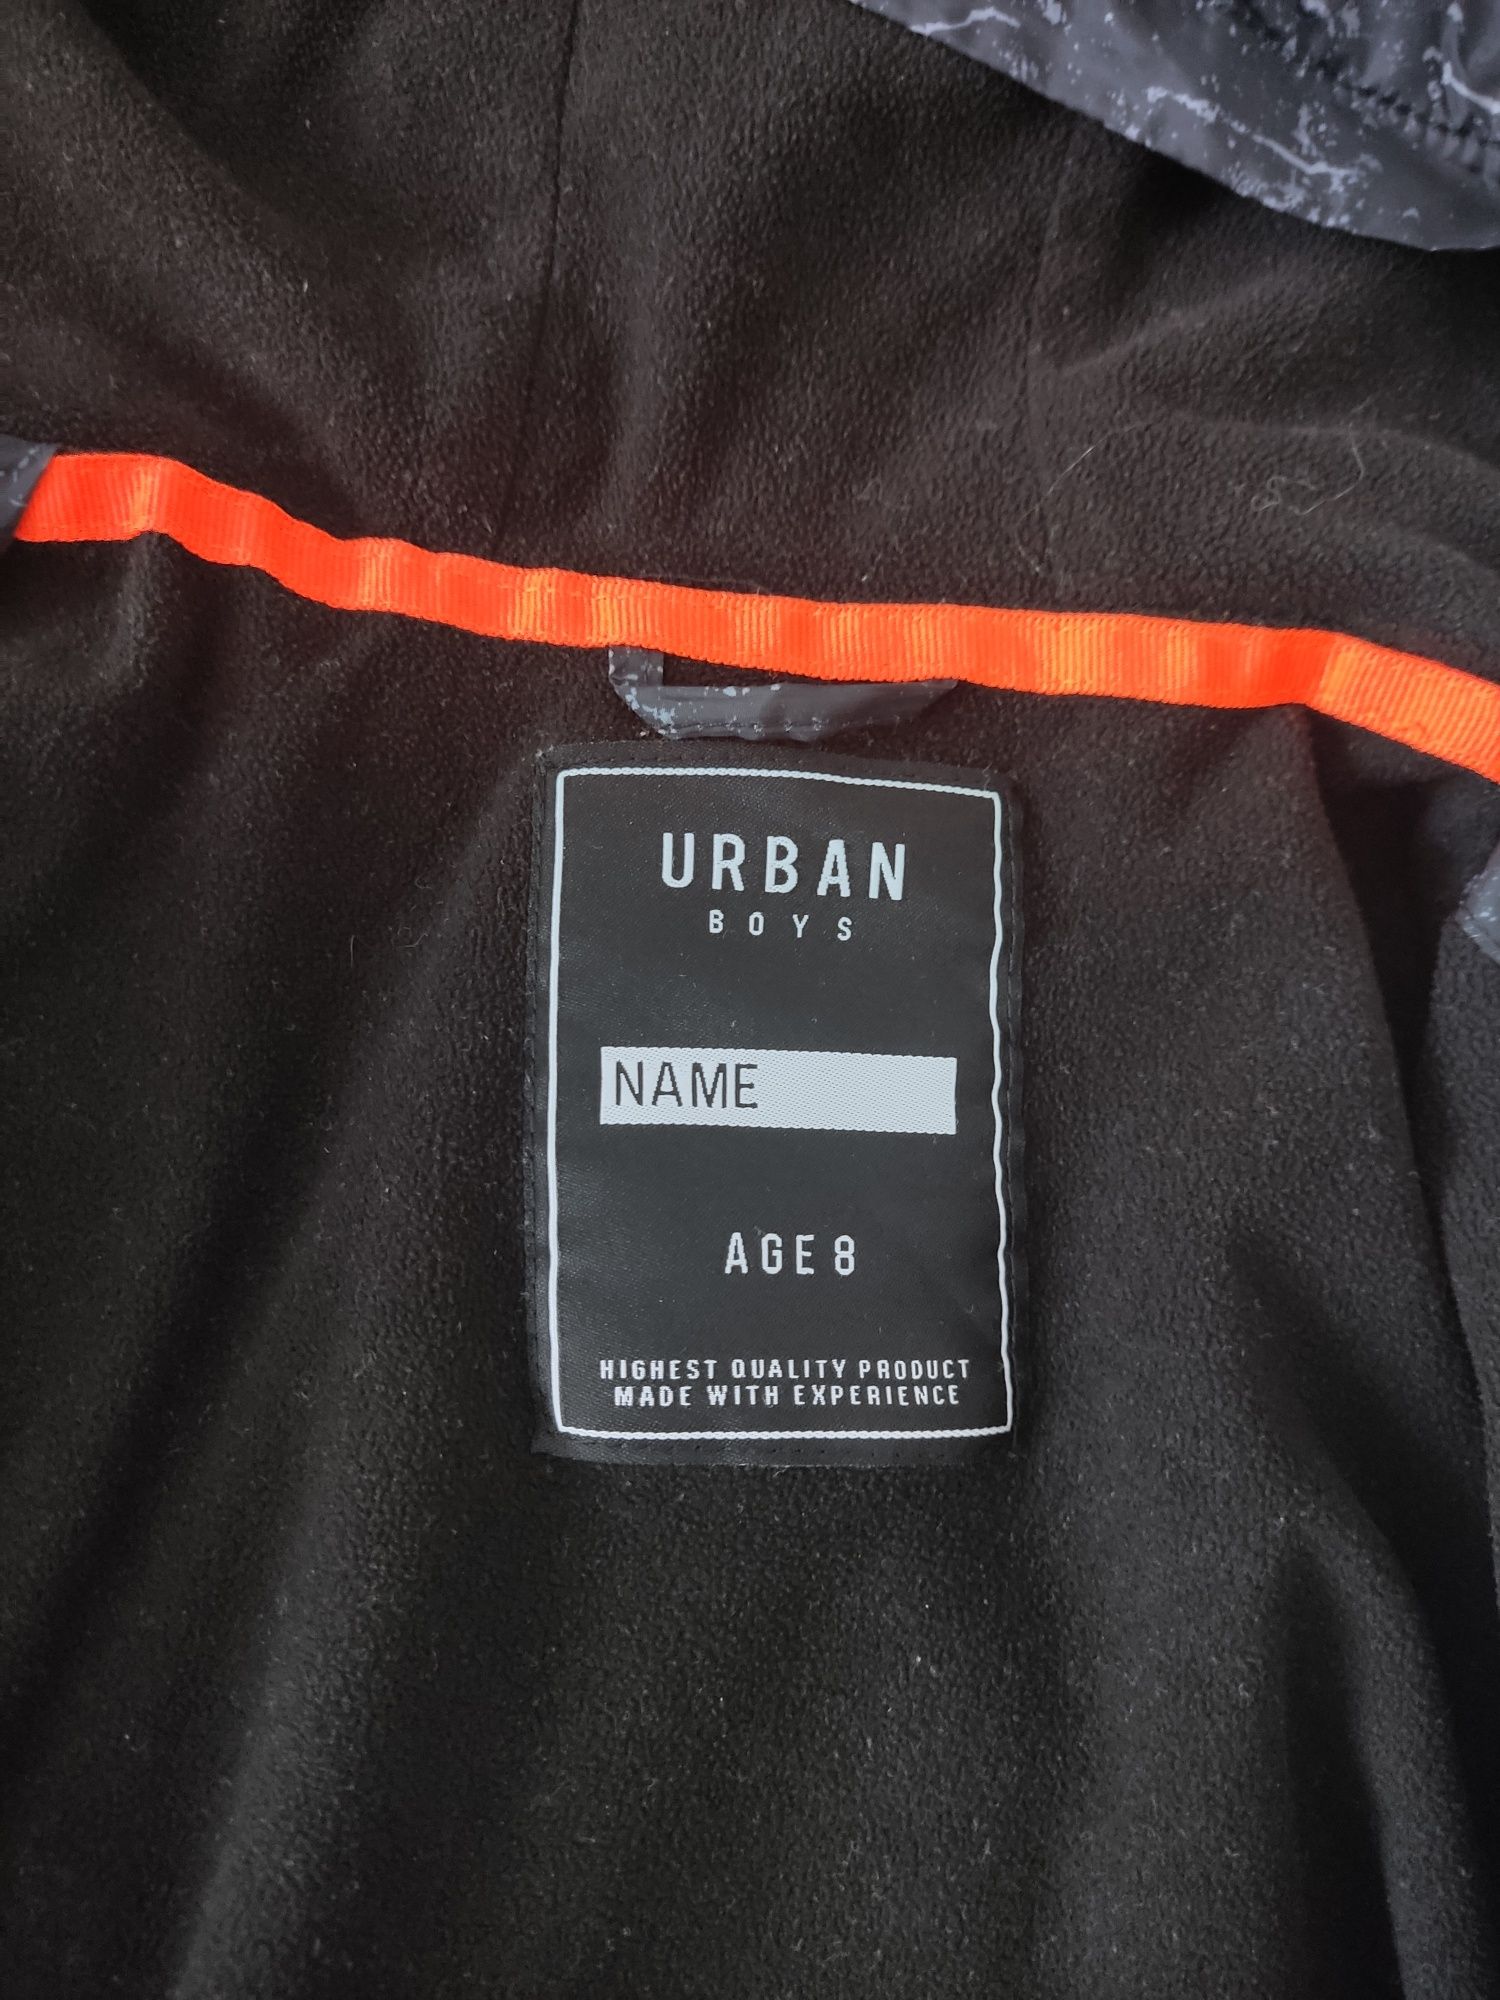 URBAN
BOYS
NAME
AGE 8
HIGHEST QUALITY PRODUCT
MADE WITH EXPERIENCE